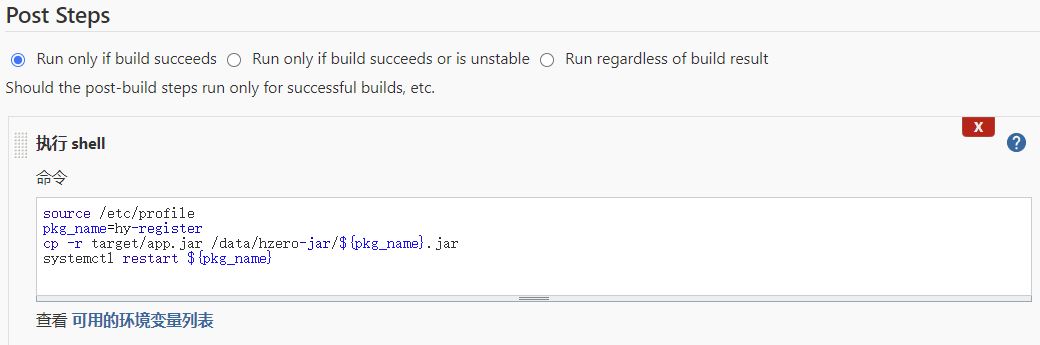 Post Steps
Run only if build succeeds Run only if build succeeds or is unstable Run regardless of build result
Should the post-build steps run only for successful builds, etc.
X
执行 shell
?
命令
source /etc/profile
pkg_name=hy-register
cp -r target/app.jar /data/hzero-jar/${pkg_name}.jar
systemctl restart ${pkg_name}
查看 可用的环境变量列表